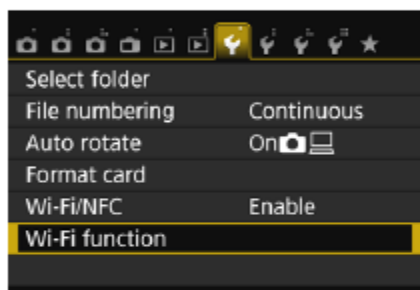 Select folder
File numbering Continuous
Auto rotate On
Format card
Wi-Fi/NFC Enable
Wi-Fi function